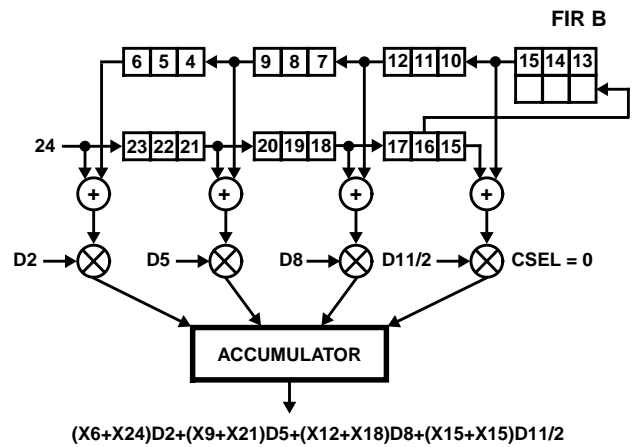 FIR B
6 5 4 9 8 7 12 11 10 15 14 13
24 23 22 21 20 19 18 17 16 15
+ + + +
D2 D5 D8 D11/2 CSEL = 0
ACCUMULATOR
(X6+X24)D2+(X9+X21)D5+(X12+X18)D8+(X15+X15)D11/2